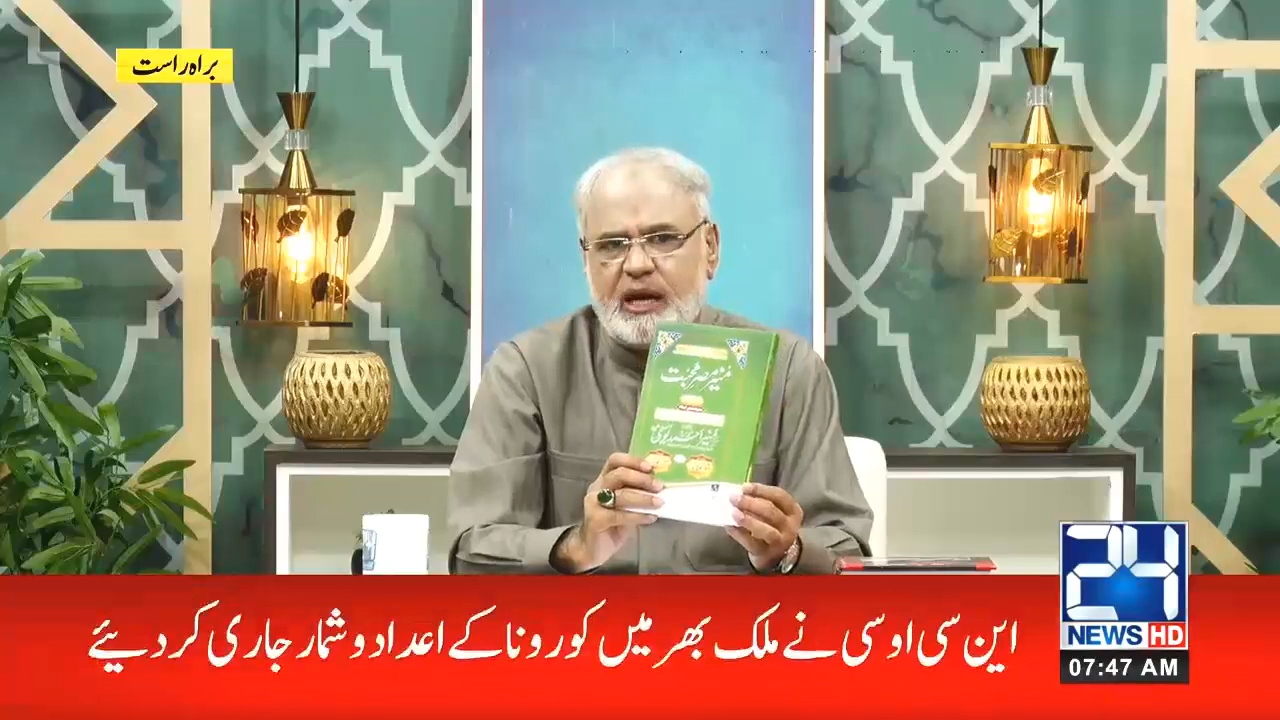 براہ راست
این سی او سی نے ملک بھر میں کورونا کے اعداد و شمار جاری کر دیئے
24
NEWS HD
07:47 AM